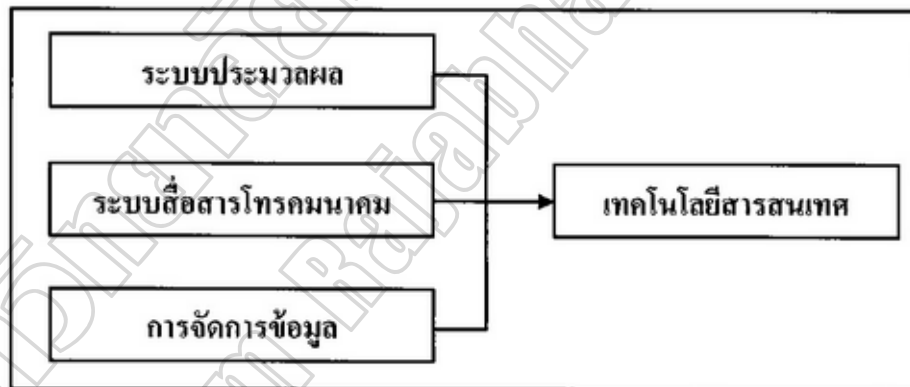 ระบบประมวลผล
ระบบสื่อสารโทรคมนาคม
เทคโนโลยีสารสนเทศ
การจัดการข้อมูล